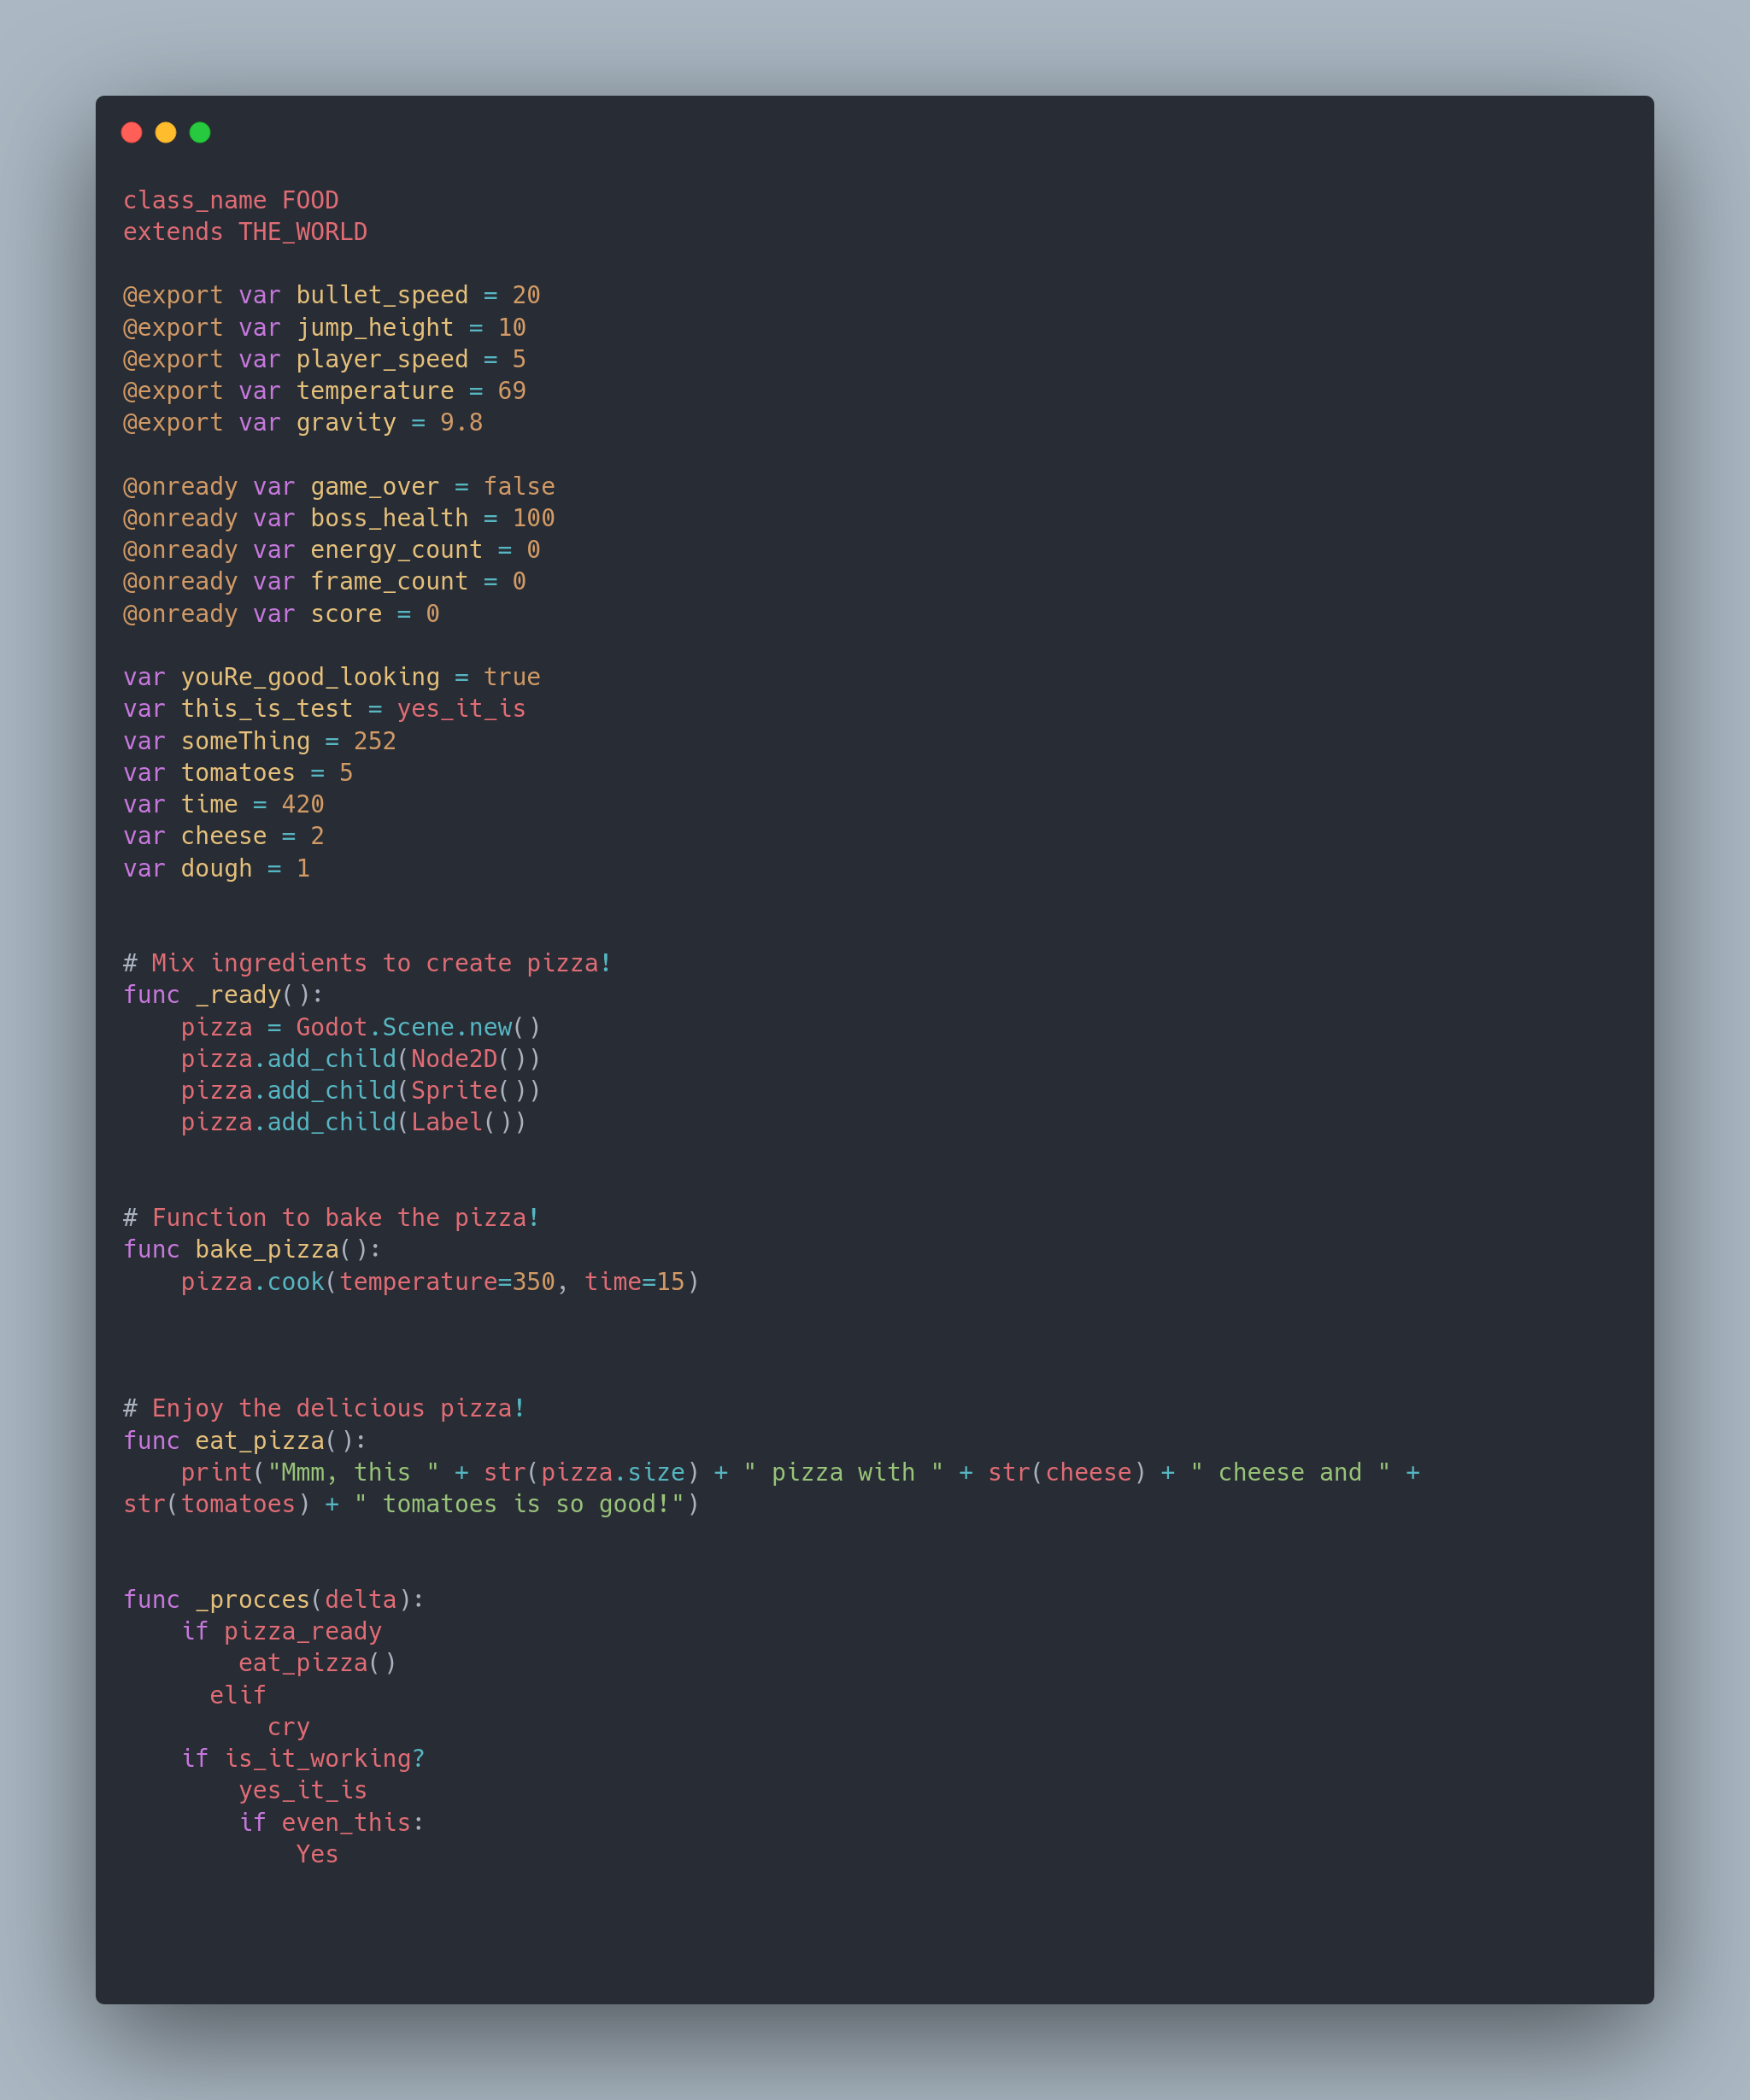 class_name FOOD
extends THE_WORLD

@export var bullet_speed = 20
@export var jump_height = 10
@export var player_speed = 5
@export var temperature = 69
@export var gravity = 9.8

@onready var game_over = false
@onready var boss_health = 100
@onready var energy_count = 0
@onready var frame_count = 0
@onready var score = 0

var youRe_good_looking = true
var this_is_test = yes_it_is
var someThing = 252
var tomatoes = 5
var time = 420
var cheese = 2
var dough = 1


# Mix ingredients to create pizza!
func _ready():
    pizza = Godot.Scene.new()
    pizza.add_child(Node2D())
    pizza.add_child(Sprite())
    pizza.add_child(Label())


# Function to bake the pizza!
func bake_pizza():
    pizza.cook(temperature=350, time=15)



# Enjoy the delicious pizza!
func eat_pizza():
    print("Mmm, this " + str(pizza.size) + " pizza with " + str(cheese) + " cheese and " +
str(tomatoes) + " tomatoes is so good!")


func _procces(delta):
    if pizza_ready
        eat_pizza()
      elif
          cry
    if is_it_working?
        yes_it_is
        if even_this:
            Yes